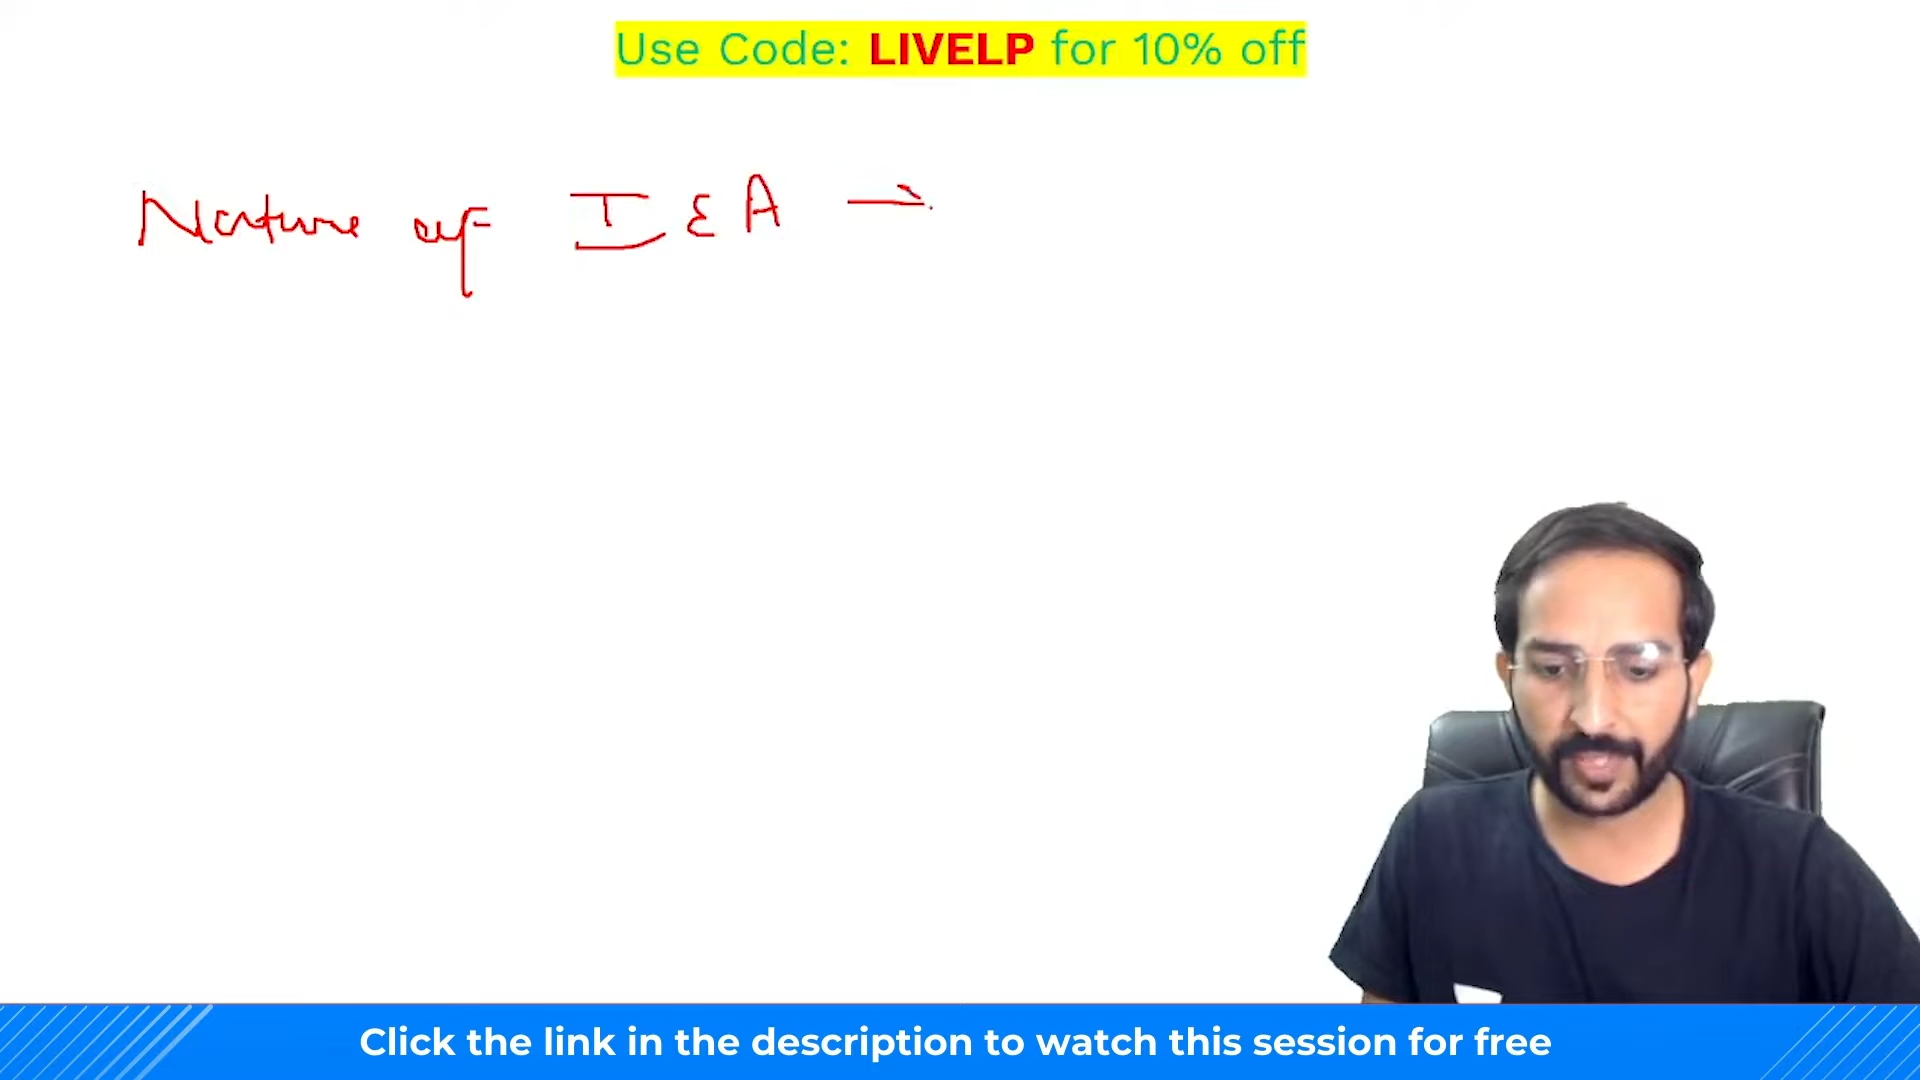 Use Code: LIVELP for 10% off
Nature of I & A →
Click the link in the description to watch this session for free